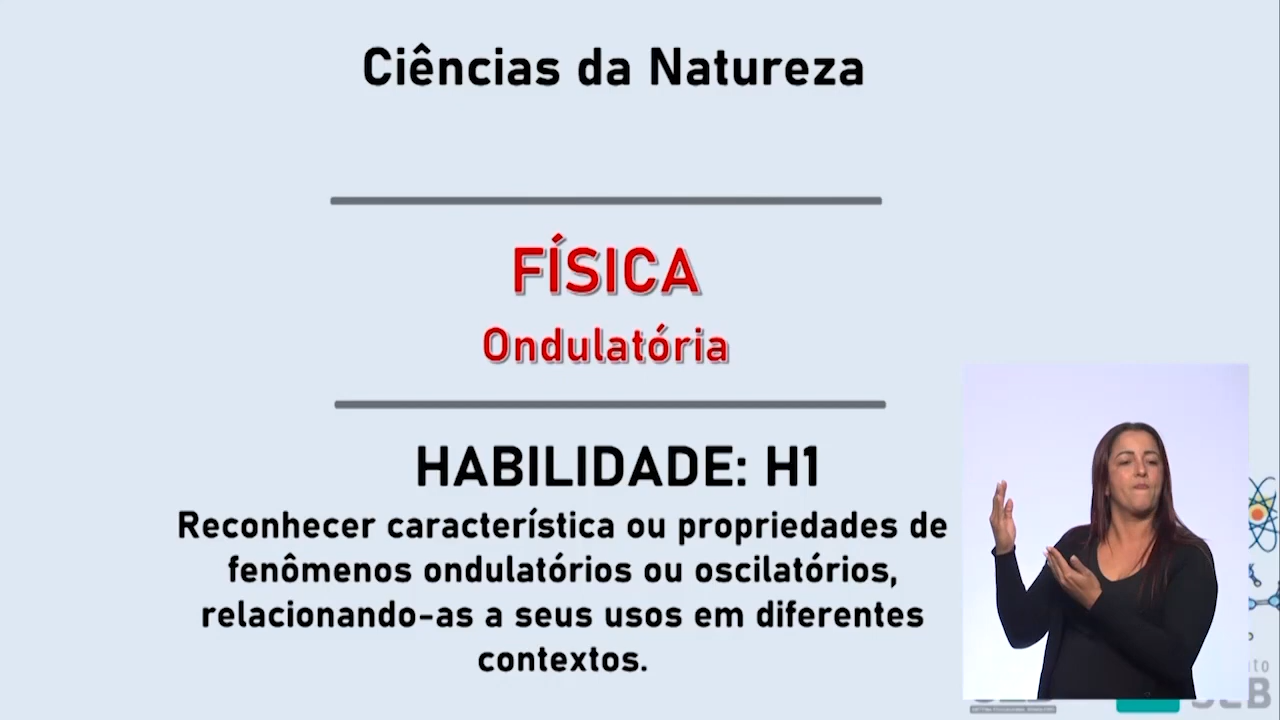 Ciências da Natureza
FÍSICA
Ondulatória
HABILIDADE: H1
Reconhecer característica ou propriedades de
fenômenos ondulatórios ou oscilatórios,
relacionando-as a seus usos em diferentes
contextos.